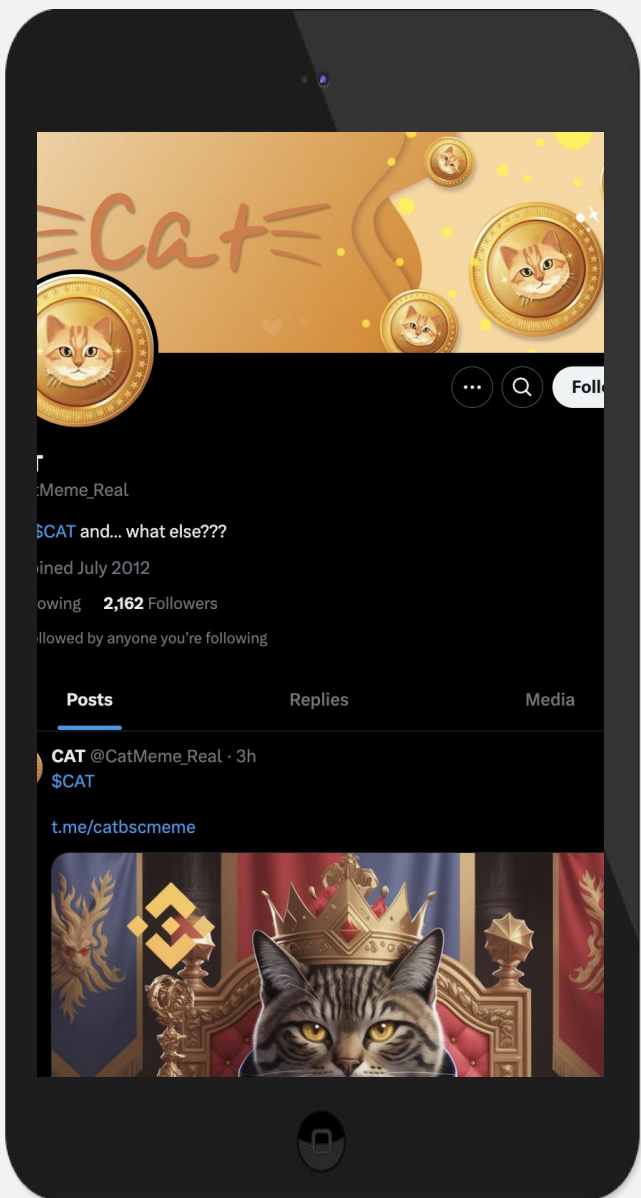 Cat
Foll
T
tMeme_Real
$CAT and... what else???
ined July 2012
owing 2,162 Followers
llowed by anyone you're following
Posts Replies Media
CAT @CatMeme_Real · 3h
$CAT
t.me/catbscmeme